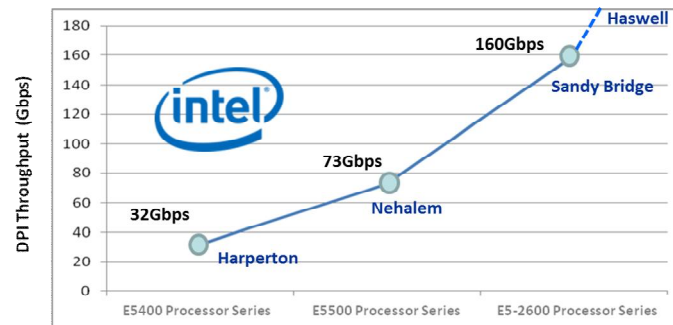 DPI Throughput (Gbps)
180
160
140
120
100
80
60
40
20
0
intel
32Gbps
Harperton
73Gbps
Nehalem
160Gbps
Sandy Bridge
Haswell
E5400 Processor Series
E5500 Processor Series
E5-2600 Processor Series